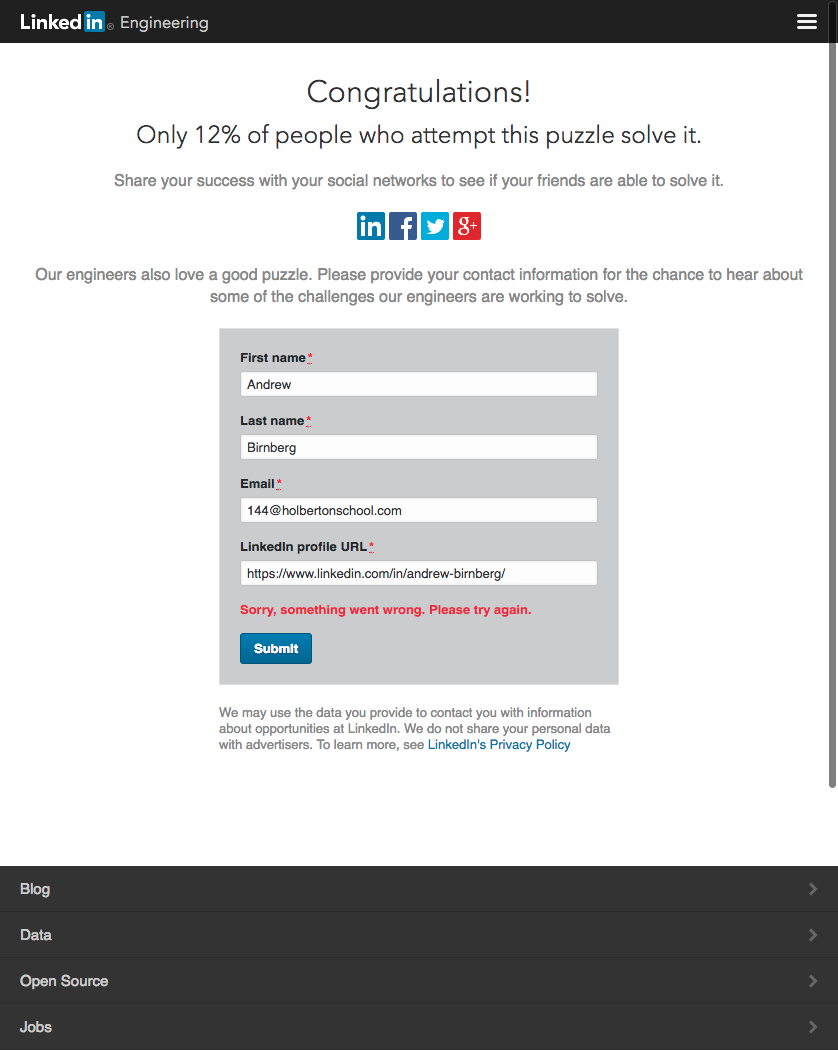 Linked in ® Engineering
Congratulations!
Only 12% of people who attempt this puzzle solve it.
Share your success with your social networks to see if your friends are able to solve it.
in f g+
Our engineers also love a good puzzle. Please provide your contact information for the chance to hear about
some of the challenges our engineers are working to solve.
First name*
Andrew
Last name*
Birnberg
Email*
144@holbertonschool.com
LinkedIn profile URL*
https://www.linkedin.com/in/andrew-birnberg/
Sorry, something went wrong. Please try again.
Submit
We may use the data you provide to contact you with information
about opportunities at LinkedIn. We do not share your personal data
with advertisers. To learn more, see LinkedIn's Privacy Policy
Blog
Data
Open Source
Jobs